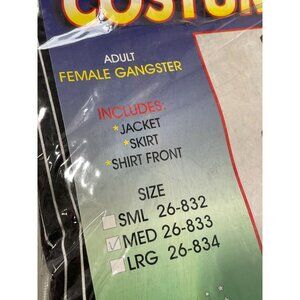 COSTUM
ADULT
FEMALE GANGSTER
INCLUDES:
*JACKET
*SKIRT
*SHIRT FRONT
SIZE
SML 26-832
MED 26-833
LRG 26-834